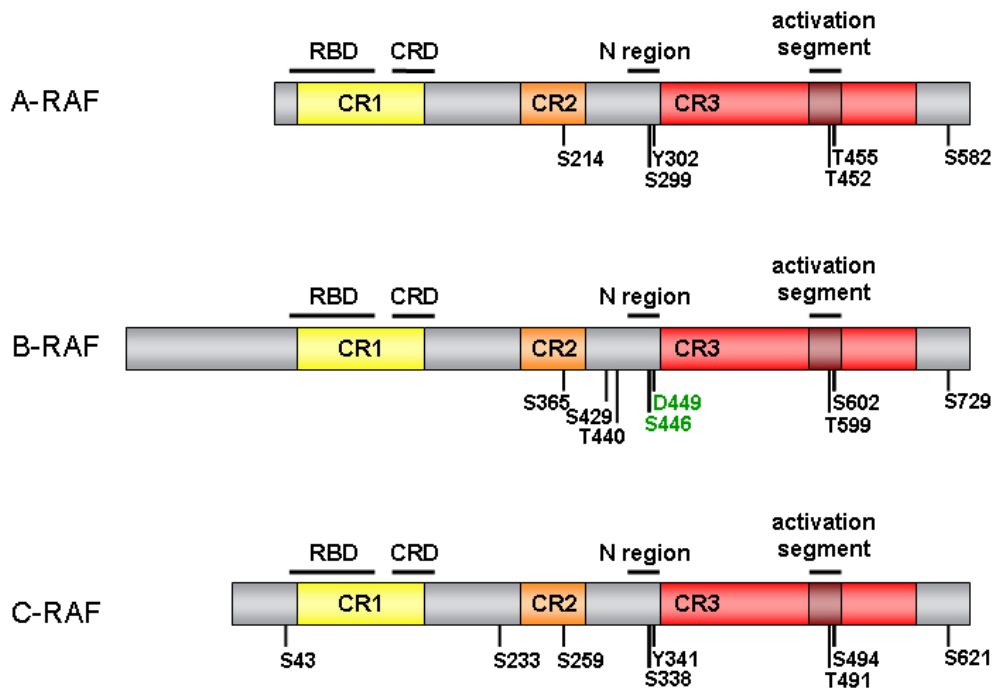 activation
RBD CRD N region segment
A-RAF CR1 CR2 CR3
S214 Y302 T455 S582
S299 T452
activation
RBD CRD N region segment
B-RAF CR1 CR2 CR3
S365 S429 D449 S602 S729
T440 S446 T599
activation
RBD CRD N region segment
C-RAF CR1 CR2 CR3
S43 S233 S259 Y341 S494 S621
S338 T491